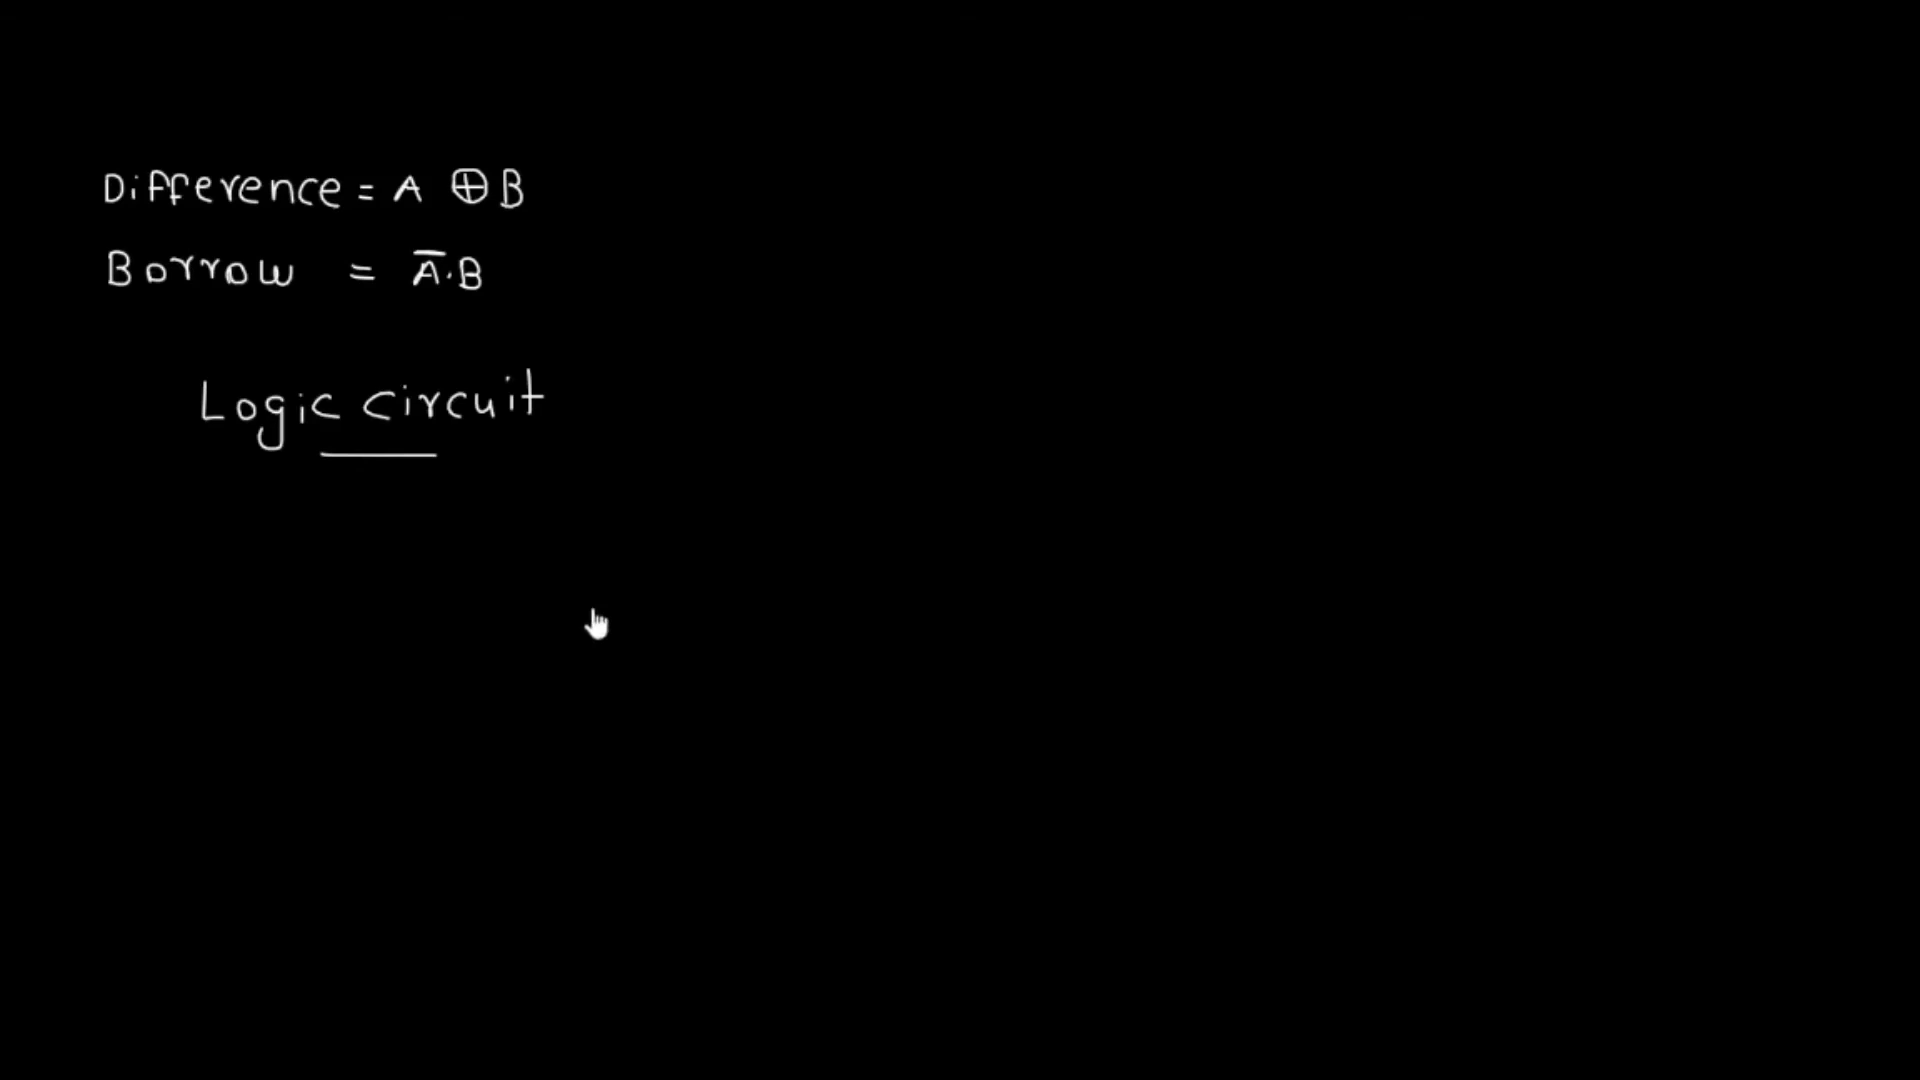 Difference = A ⊕ B
Borrow = A̅.B
Logic circuit